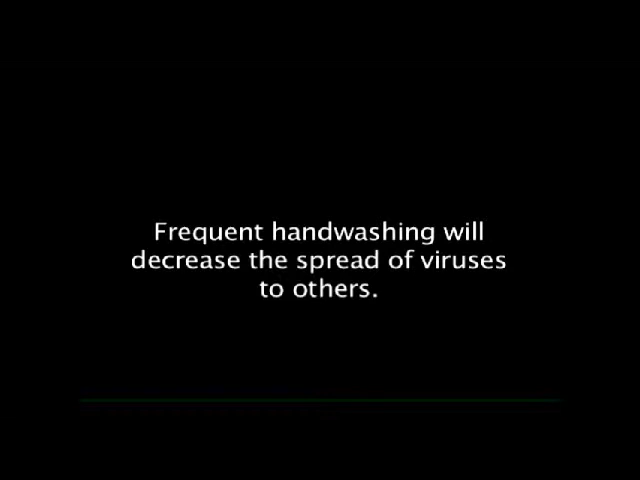 Frequent handwashing will
decrease the spread of viruses
to others.